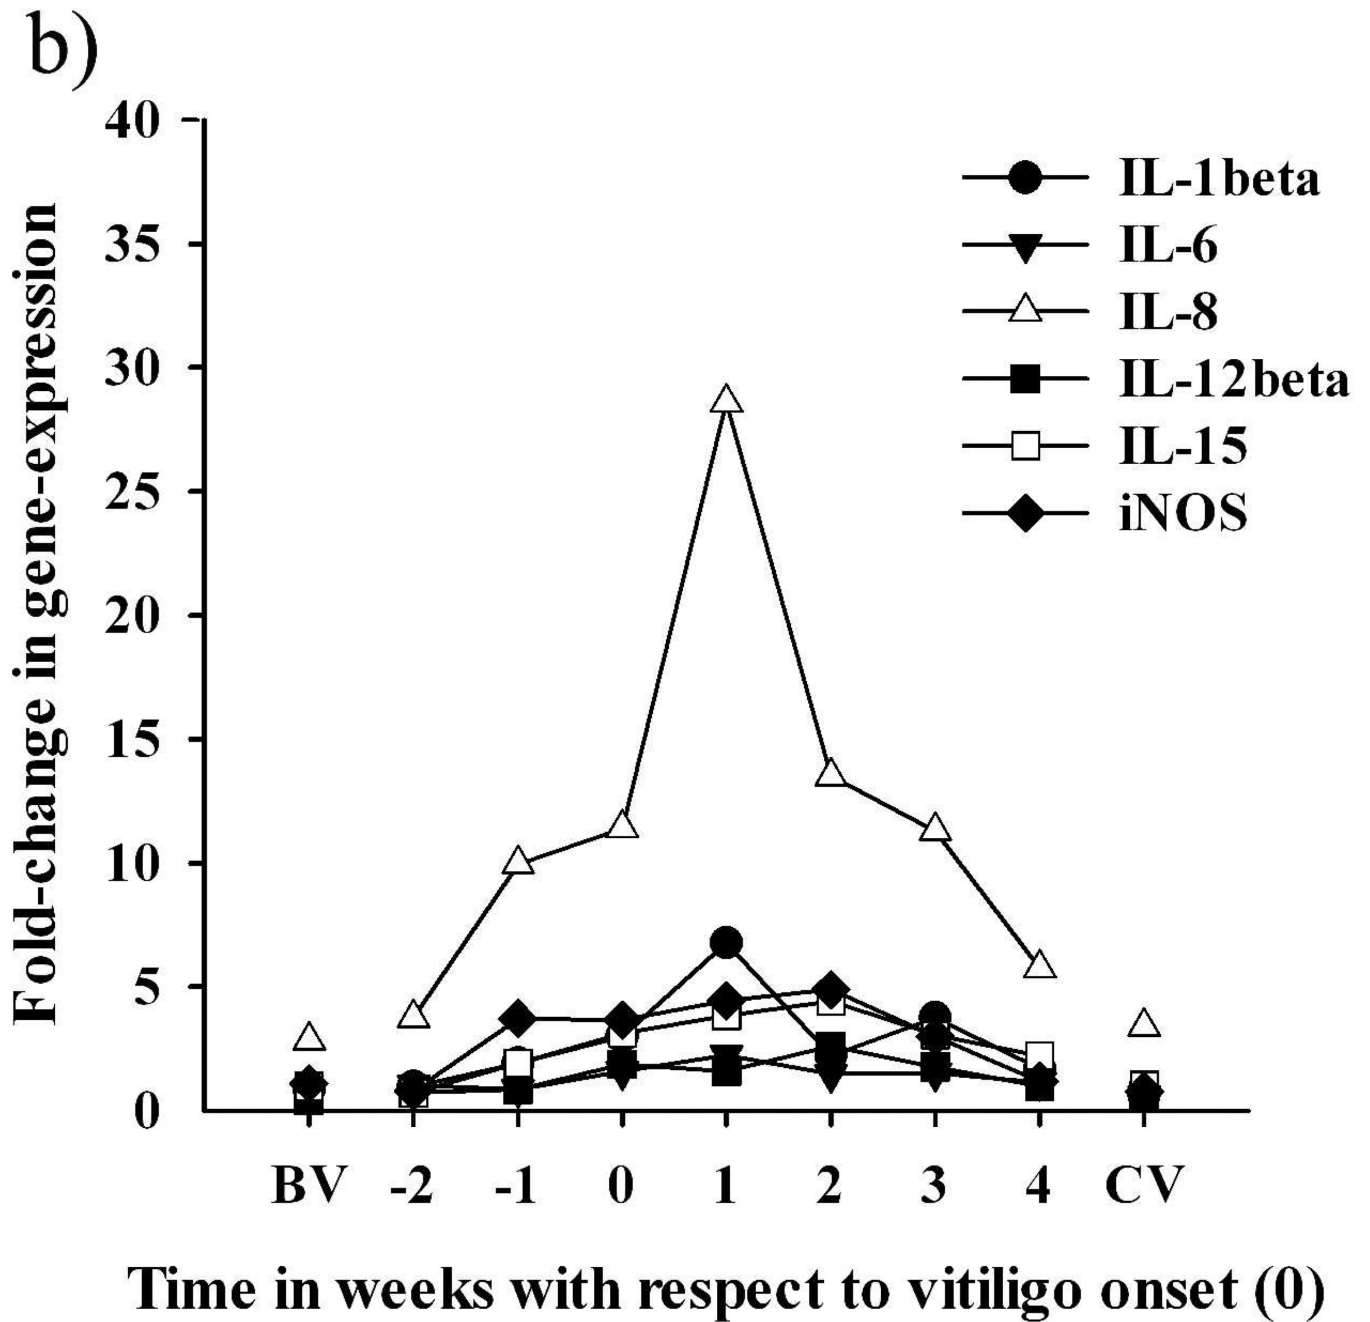 b)
Fold-change in gene-expression
40
35
30
25
20
15
10
5
0
IL-1beta
IL-6
IL-8
IL-12beta
IL-15
iNOS
BV -2 -1 0 1 2 3 4 CV
Time in weeks with respect to vitiligo onset (0)